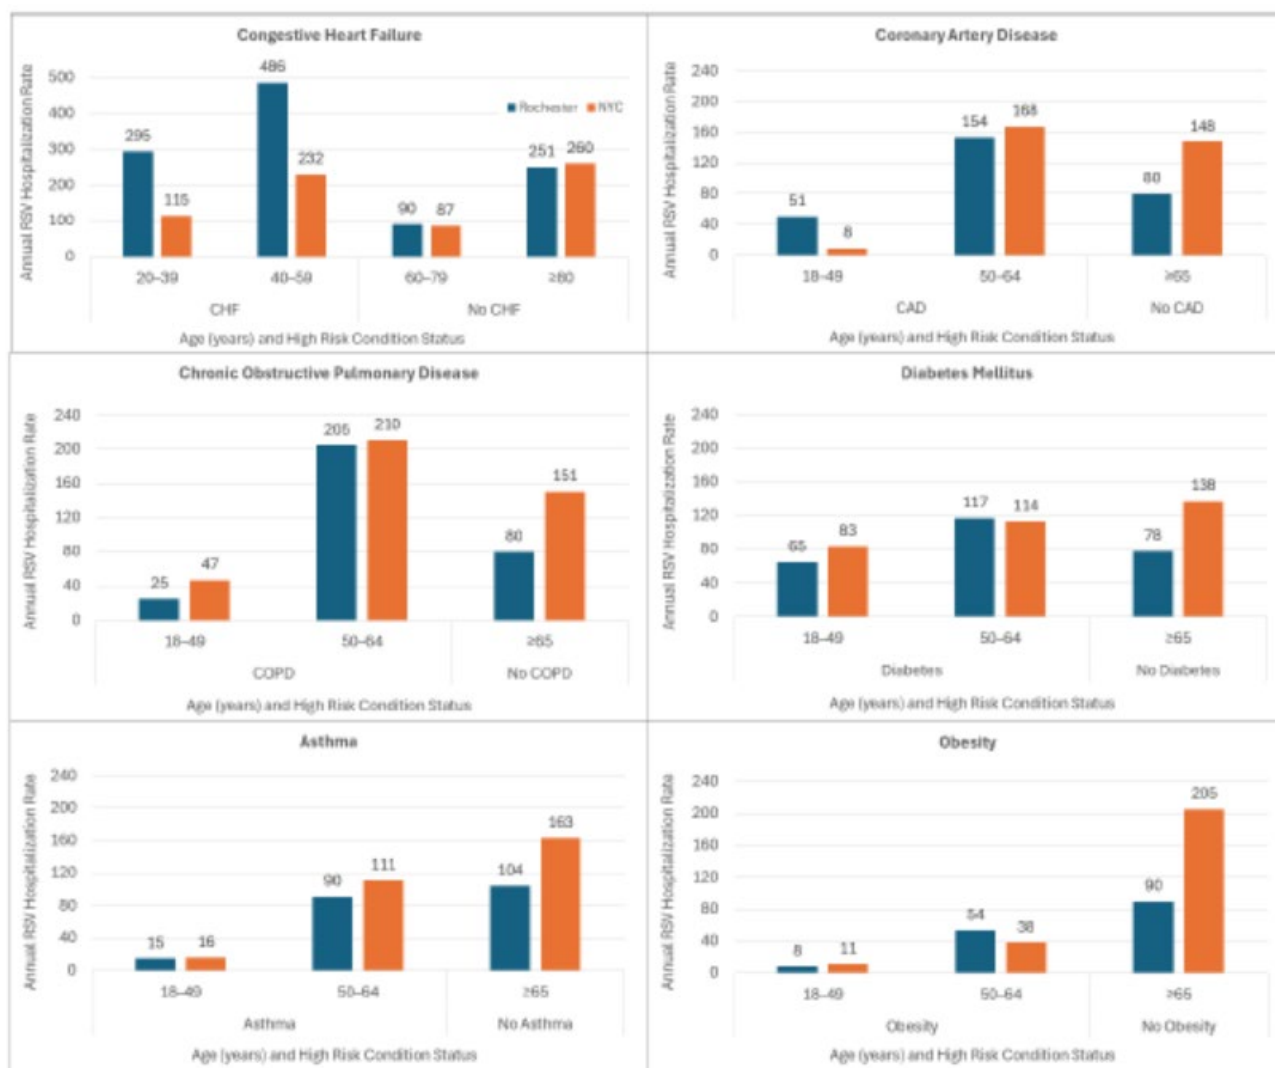 Congestive Heart Failure
Annual RSV Hospitalization Rate
500
400
300
200
100
0
295
115
486
232
90
87
251
260
Rochester NYC
20–39 40–59 60–79 ≥80
CHF No CHF
Age (years) and High Risk Condition Status
Coronary Artery Disease
Annual RSV Hospitalization Rate
240
200
160
120
80
40
0
51
8
154
168
80
148
18–49 50–64 ≥65
CAD No CAD
Age (years) and High Risk Condition Status
Chronic Obstructive Pulmonary Disease
Annual RSV Hospitalization Rate
240
200
160
120
80
40
0
25
47
205
210
80
151
18–49 50–64 ≥65
COPD No COPD
Age (years) and High Risk Condition Status
Diabetes Mellitus
Annual RSV Hospitalization Rate
240
200
160
120
80
40
0
65
83
117
114
78
138
18–49 50–64 ≥65
Diabetes No Diabetes
Age (years) and High Risk Condition Status
Asthma
Annual RSV Hospitalization Rate
240
200
160
120
80
40
0
15
16
90
111
104
163
18–49 50–64 ≥65
Asthma No Asthma
Age (years) and High Risk Condition Status
Obesity
Annual RSV Hospitalization Rate
240
200
160
120
80
40
0
8
11
54
38
90
205
18–49 50–64 ≥65
Obesity No Obesity
Age (years) and High Risk Condition Status